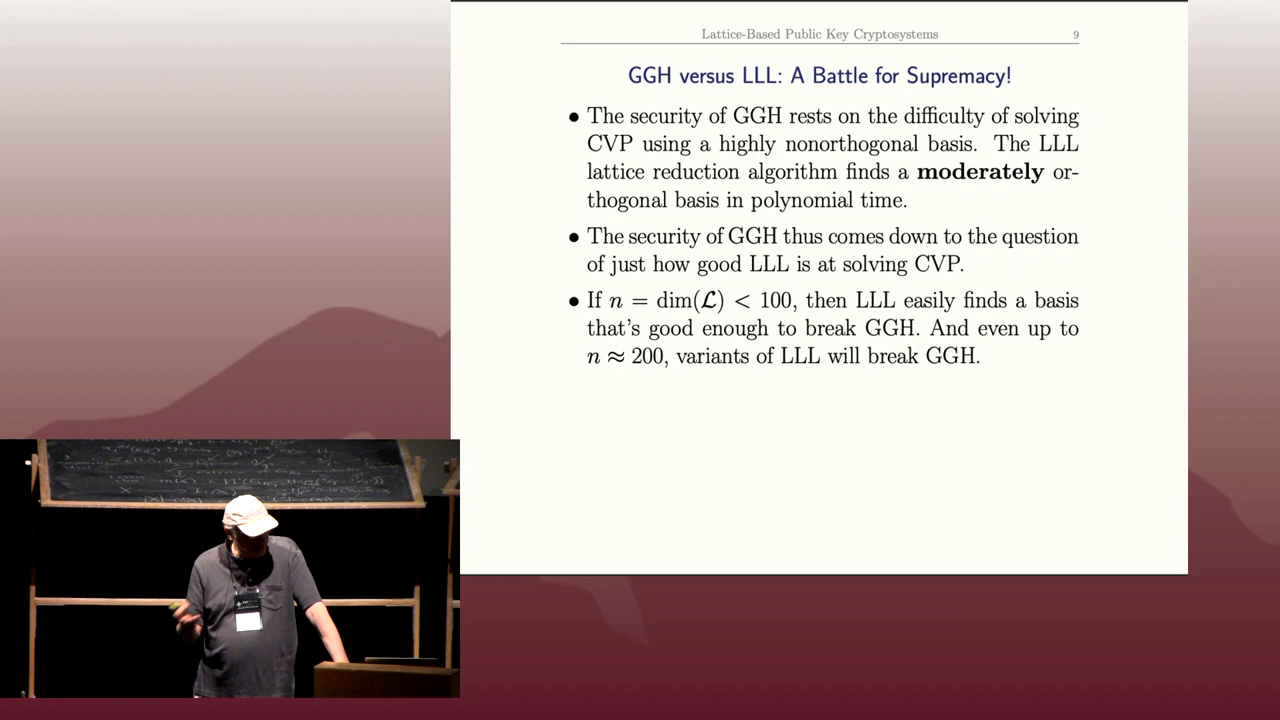 Lattice-Based Public Key Cryptosystems 9
GGH versus LLL: A Battle for Supremacy!
• The security of GGH rests on the difficulty of solving
CVP using a highly nonorthogonal basis. The LLL
lattice reduction algorithm finds a moderately or-
thogonal basis in polynomial time.
• The security of GGH thus comes down to the question
of just how good LLL is at solving CVP.
• If n = dim(ℒ) < 100, then LLL easily finds a basis
that's good enough to break GGH. And even up to
n ≈ 200, variants of LLL will break GGH.